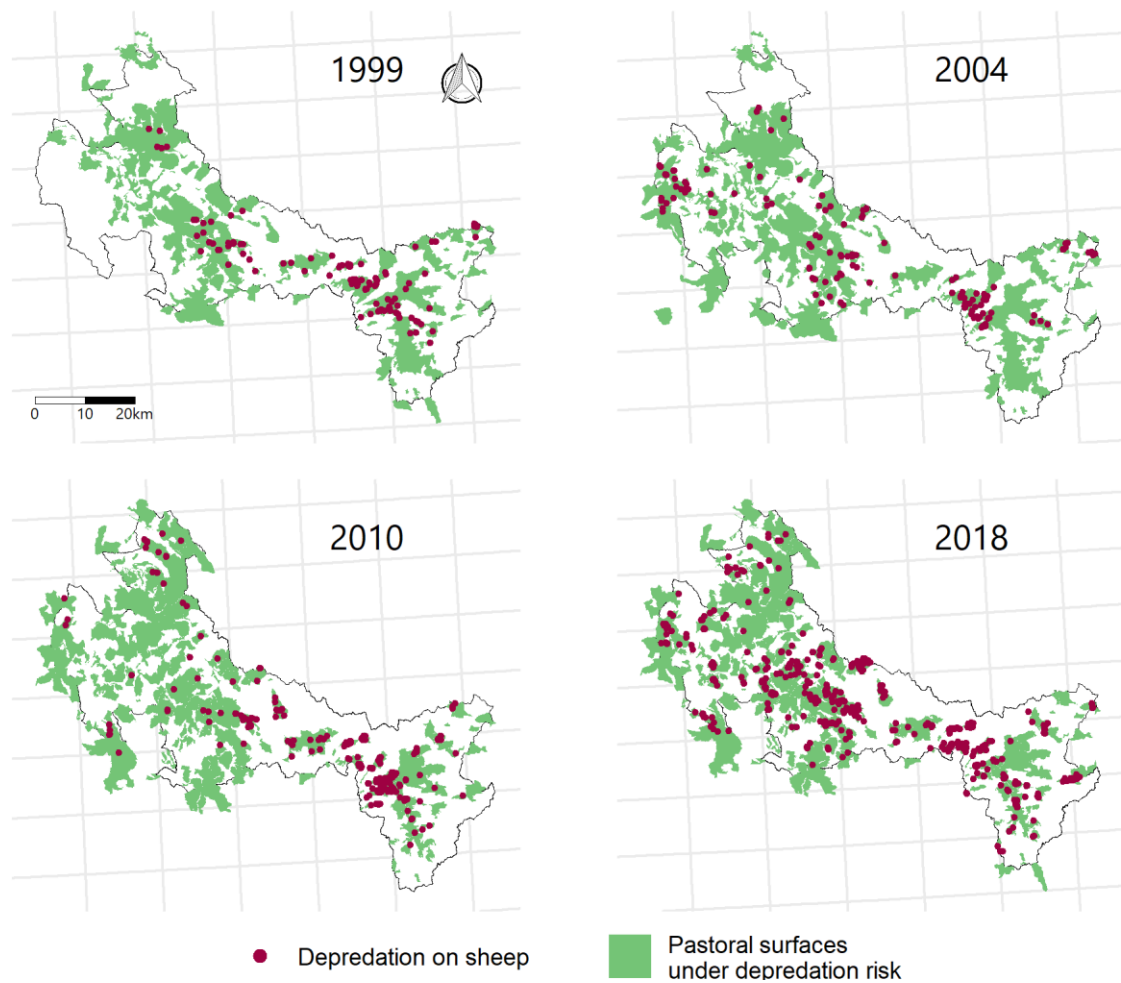 1999
2004
0 10 20km
2010
2018
Depredation on sheep
Pastoral surfaces
under depredation risk